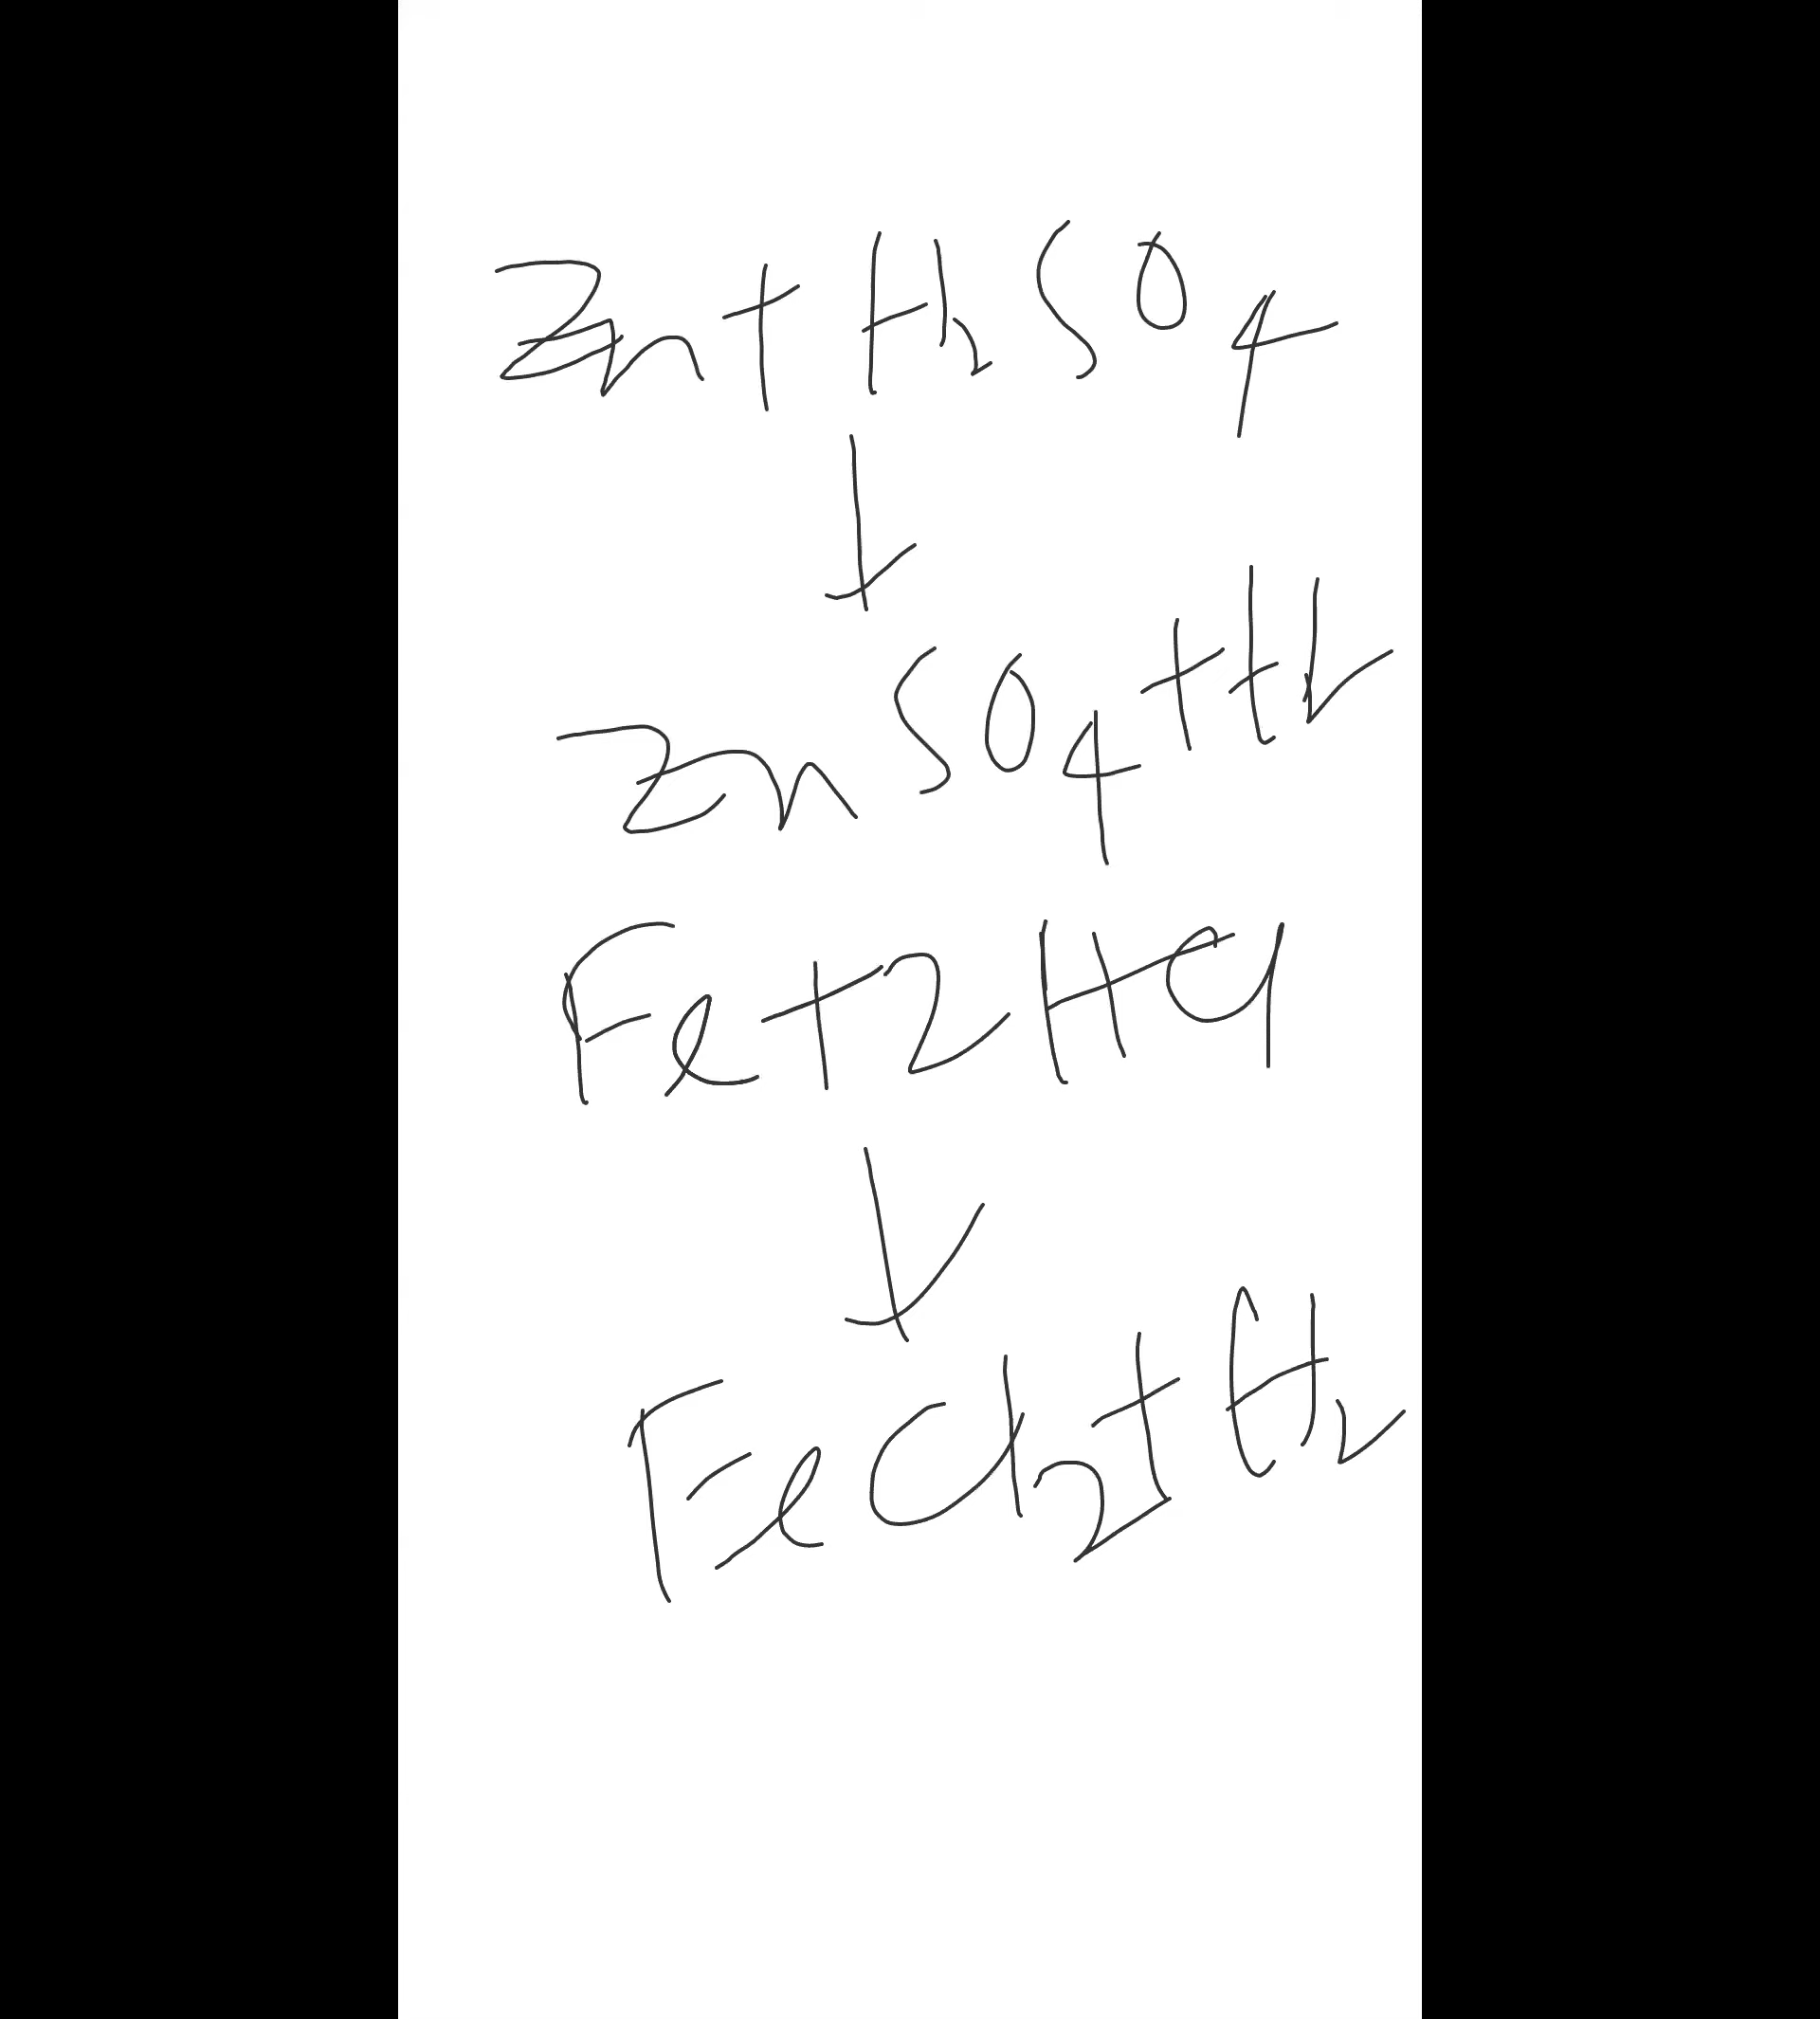 Zn + H₂SO₄
↓
ZnSO₄ + H₂
Fe + 2HCl
↓
FeCl₂ + H₂